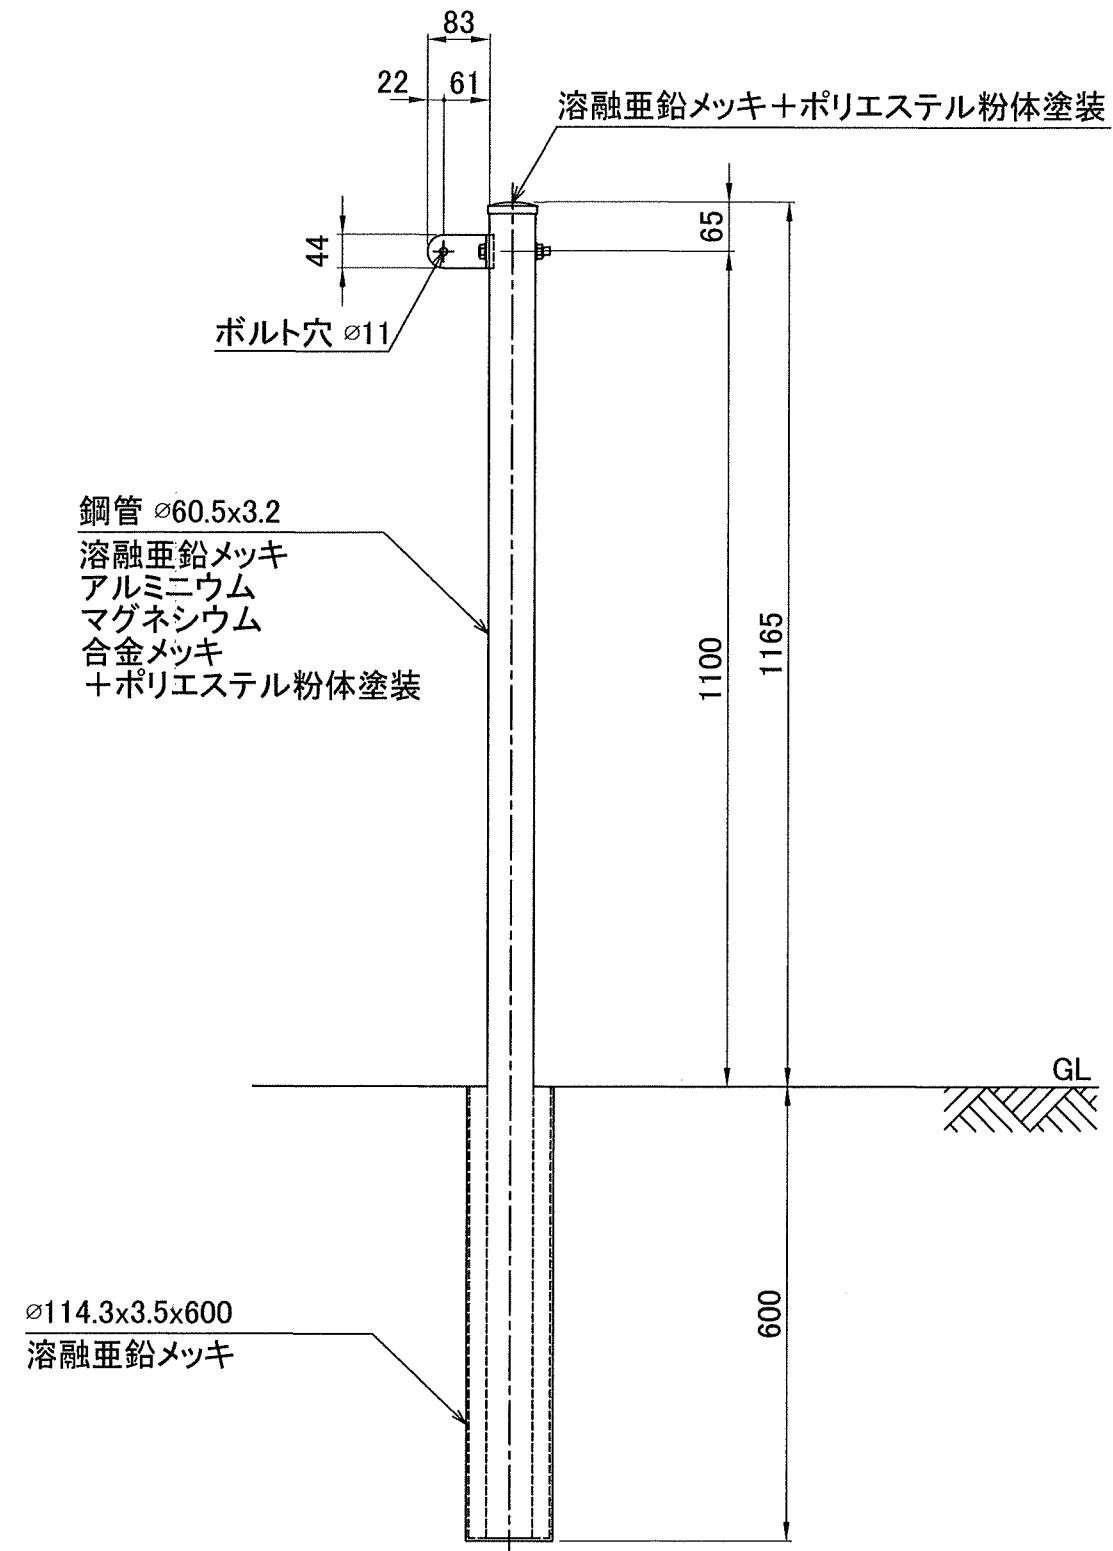 83
22
61
溶融亜鉛メッキ＋ポリエステル粉体塗装
65
44
ボルト穴 ⌀11
鋼管 ⌀60.5x3.2
溶融亜鉛メッキ
アルミニウム
マグネシウム
合金メッキ
＋ポリエステル粉体塗装
1100
1165
GL
600
⌀114.3x3.5x600
溶融亜鉛メッキ